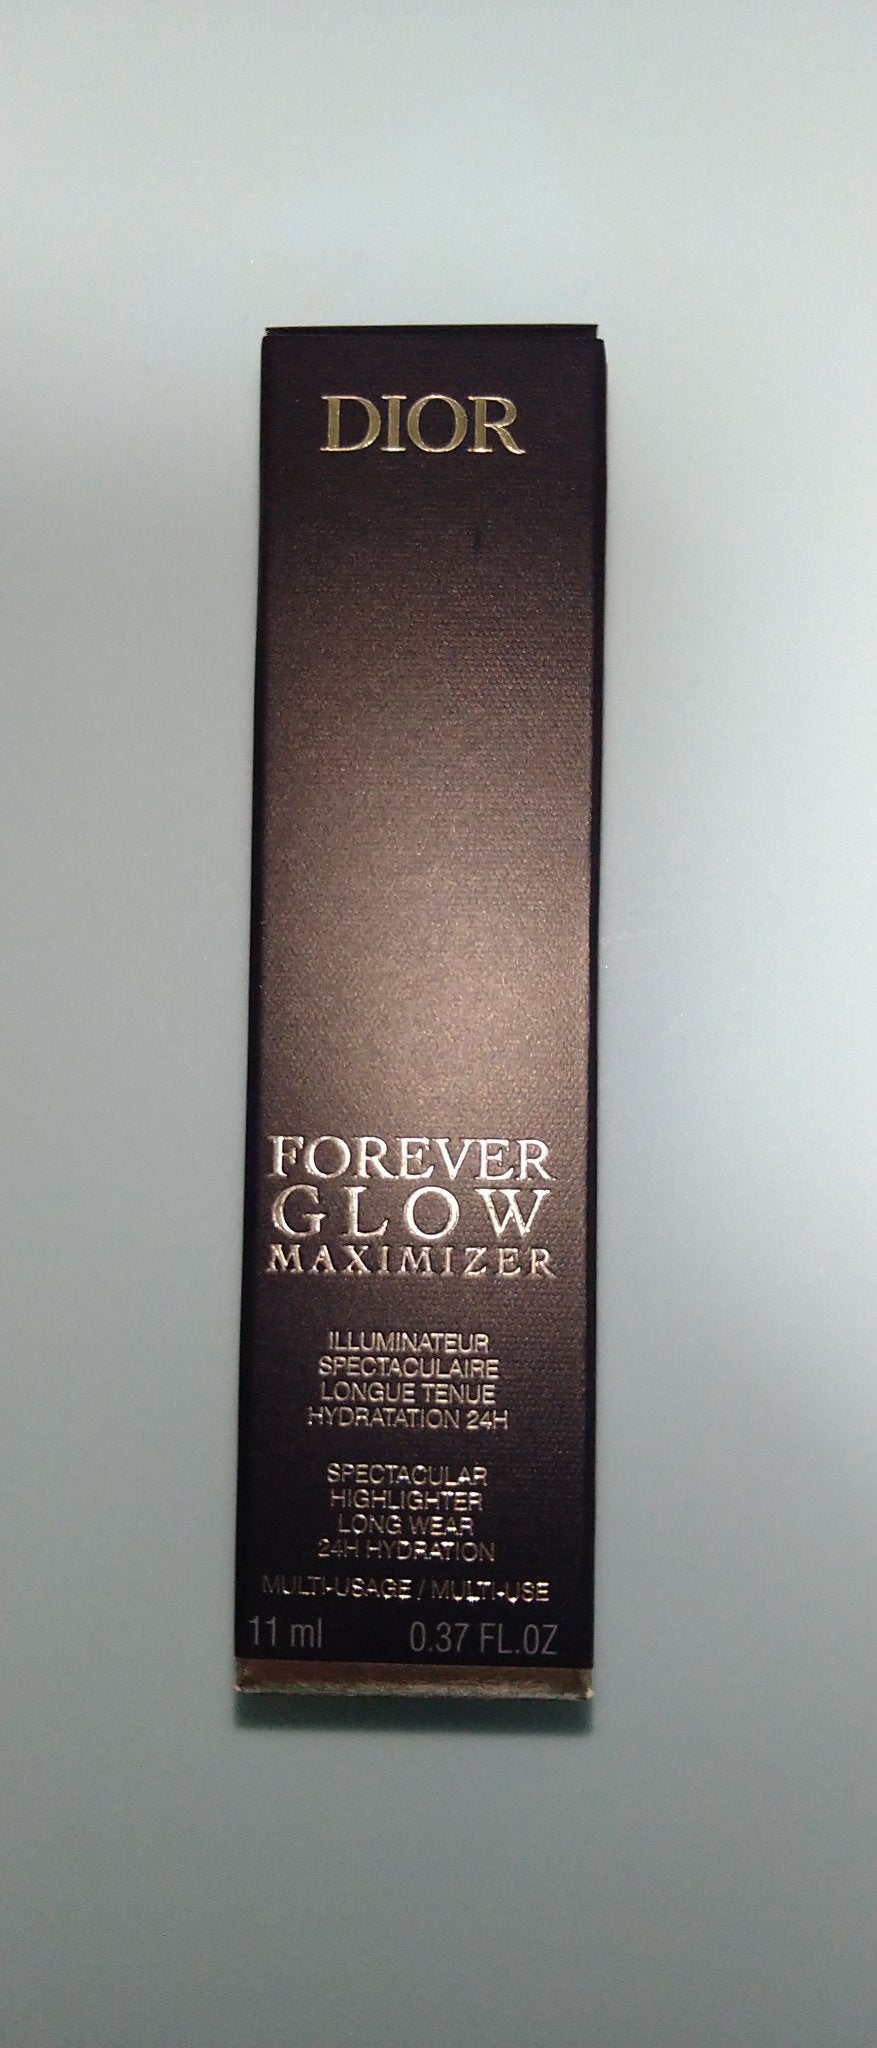 DIOR
FOREVER
GLOW
MAXIMIZER
ILLUMINATEUR
SPECTACULAIRE
LONGUE TENUE
HYDRATATION 24H
SPECTACULAR
HIGHLIGHTER
LONG WEAR
24H HYDRATION
MULTI-USAGE / MULTI-USE
11 ml 0.37 FL.OZ